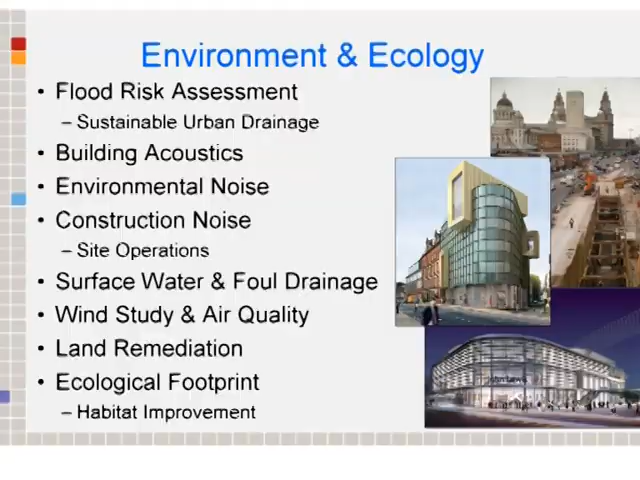 Environment & Ecology
• Flood Risk Assessment
– Sustainable Urban Drainage
• Building Acoustics
• Environmental Noise
• Construction Noise
– Site Operations
• Surface Water & Foul Drainage
• Wind Study & Air Quality
• Land Remediation
• Ecological Footprint
– Habitat Improvement